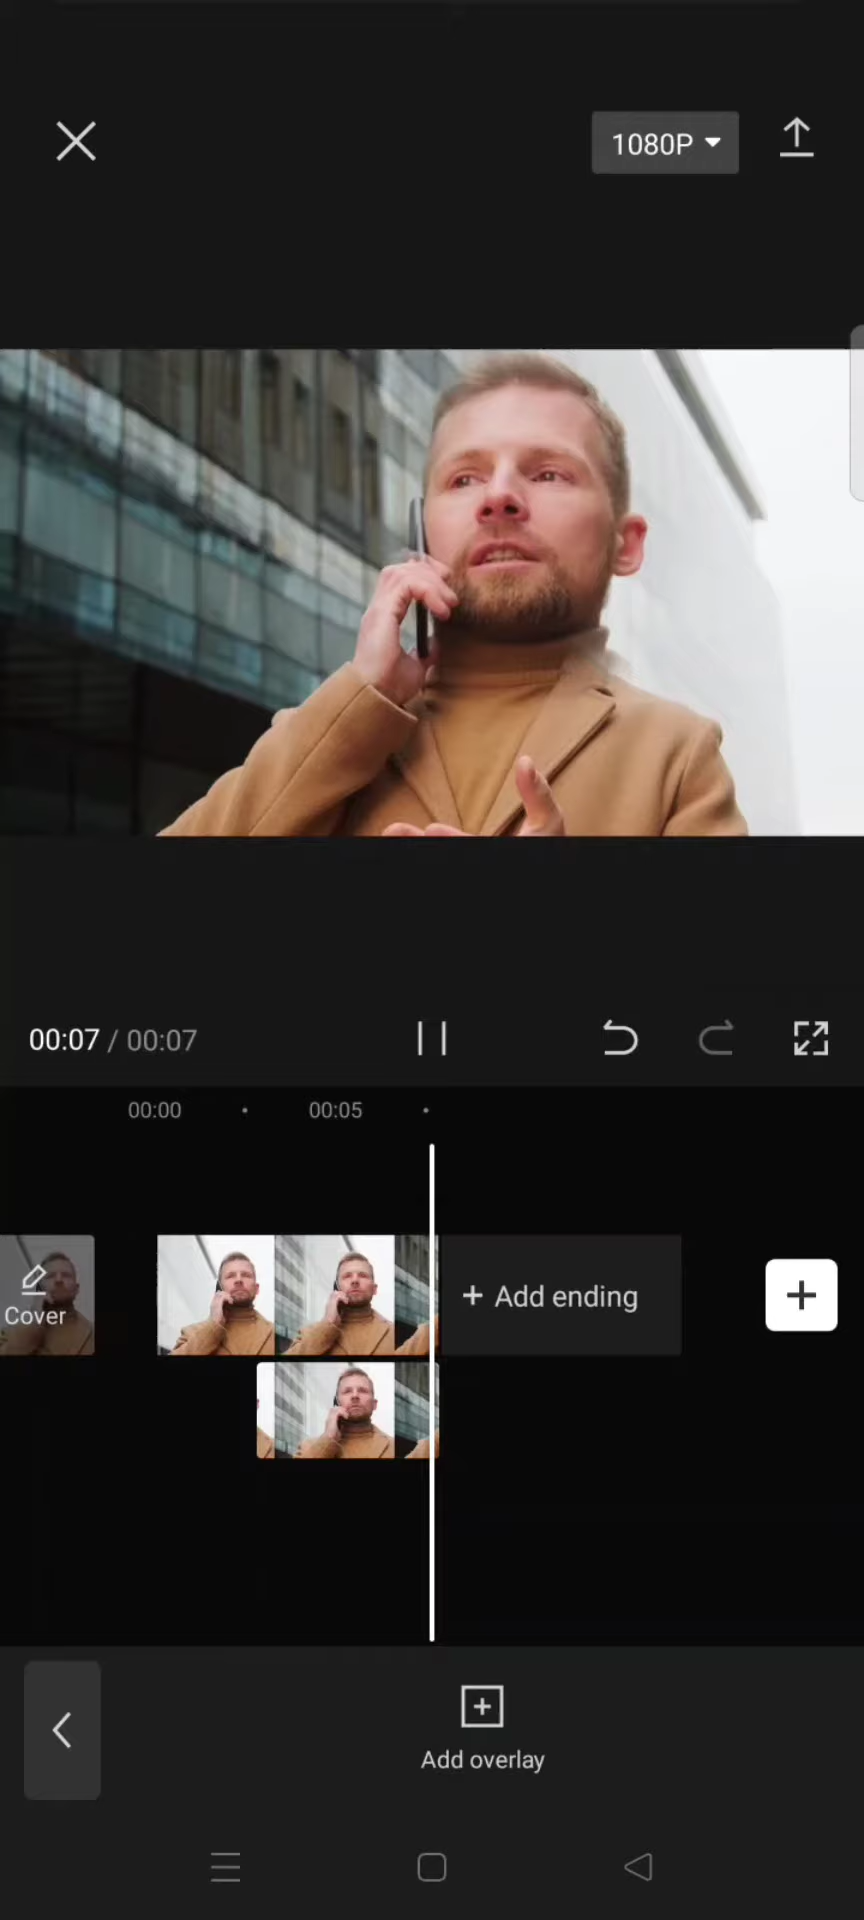 1080P
00:07 / 00:07
00:00
00:05
Cover
+ Add ending
Add overlay